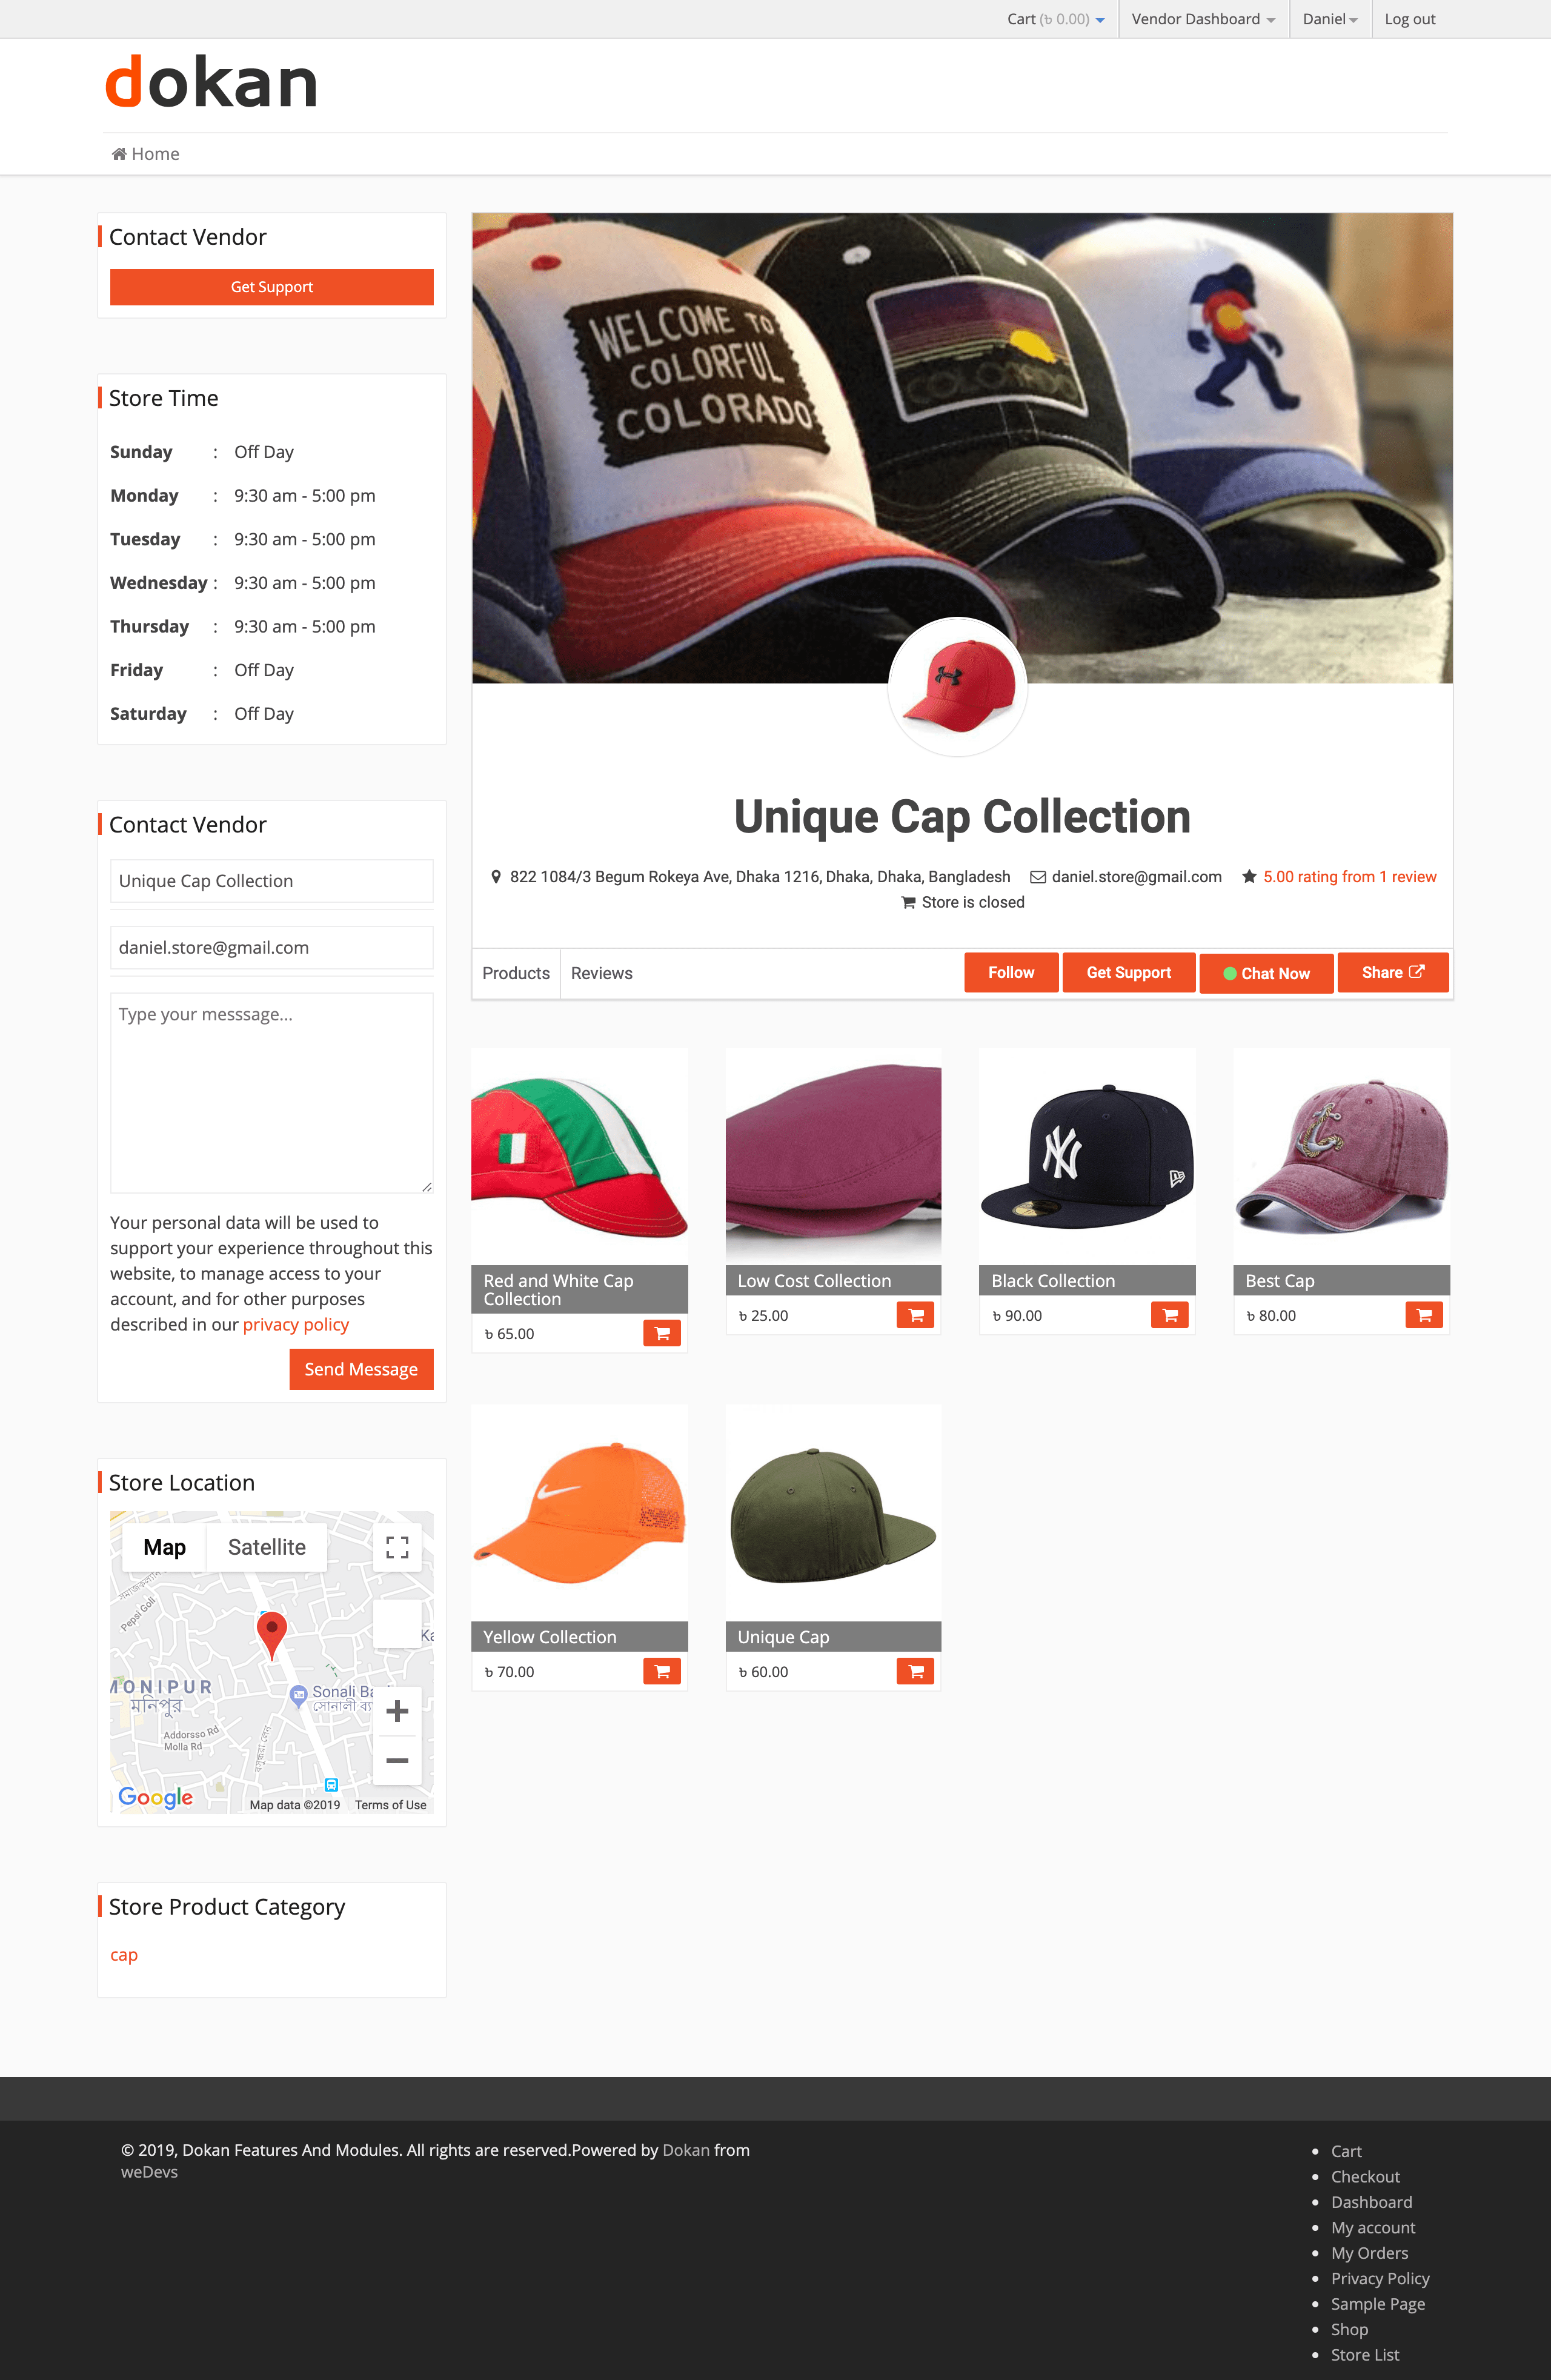 Cart (৳ 0.00)
Vendor Dashboard
Daniel
Log out
dokan
Home
Contact Vendor
Get Support
Store Time
Sunday : Off Day
Monday : 9:30 am - 5:00 pm
Tuesday : 9:30 am - 5:00 pm
Wednesday : 9:30 am - 5:00 pm
Thursday : 9:30 am - 5:00 pm
Friday : Off Day
Saturday : Off Day
Contact Vendor
Unique Cap Collection
daniel.store@gmail.com
Type your messsage...
Your personal data will be used to
support your experience throughout this
website, to manage access to your
account, and for other purposes
described in our privacy policy
Send Message
Store Location
Map
Satellite
Pepsi Goli
MONIPUR
মনিপুর
Sonali Ba
সোনালী ব্যা
Addorsso
Molla Rd
Google
Map data ©2019
Terms of Use
Store Product Category
cap
WELCOME TO
COLORFUL
COLORADO
COLORADO
Unique Cap Collection
822 1084/3 Begum Rokeya Ave, Dhaka 1216, Dhaka, Dhaka, Bangladesh
daniel.store@gmail.com
5.00 rating from 1 review
Store is closed
Products
Reviews
Follow
Get Support
Chat Now
Share
NY
Red and White Cap
Collection
৳ 65.00
Low Cost Collection
৳ 25.00
Black Collection
৳ 90.00
Best Cap
৳ 80.00
Yellow Collection
৳ 70.00
Unique Cap
৳ 60.00
© 2019, Dokan Features And Modules. All rights are reserved.Powered by Dokan from
weDevs
Cart
Checkout
Dashboard
My account
My Orders
Privacy Policy
Sample Page
Shop
Store List